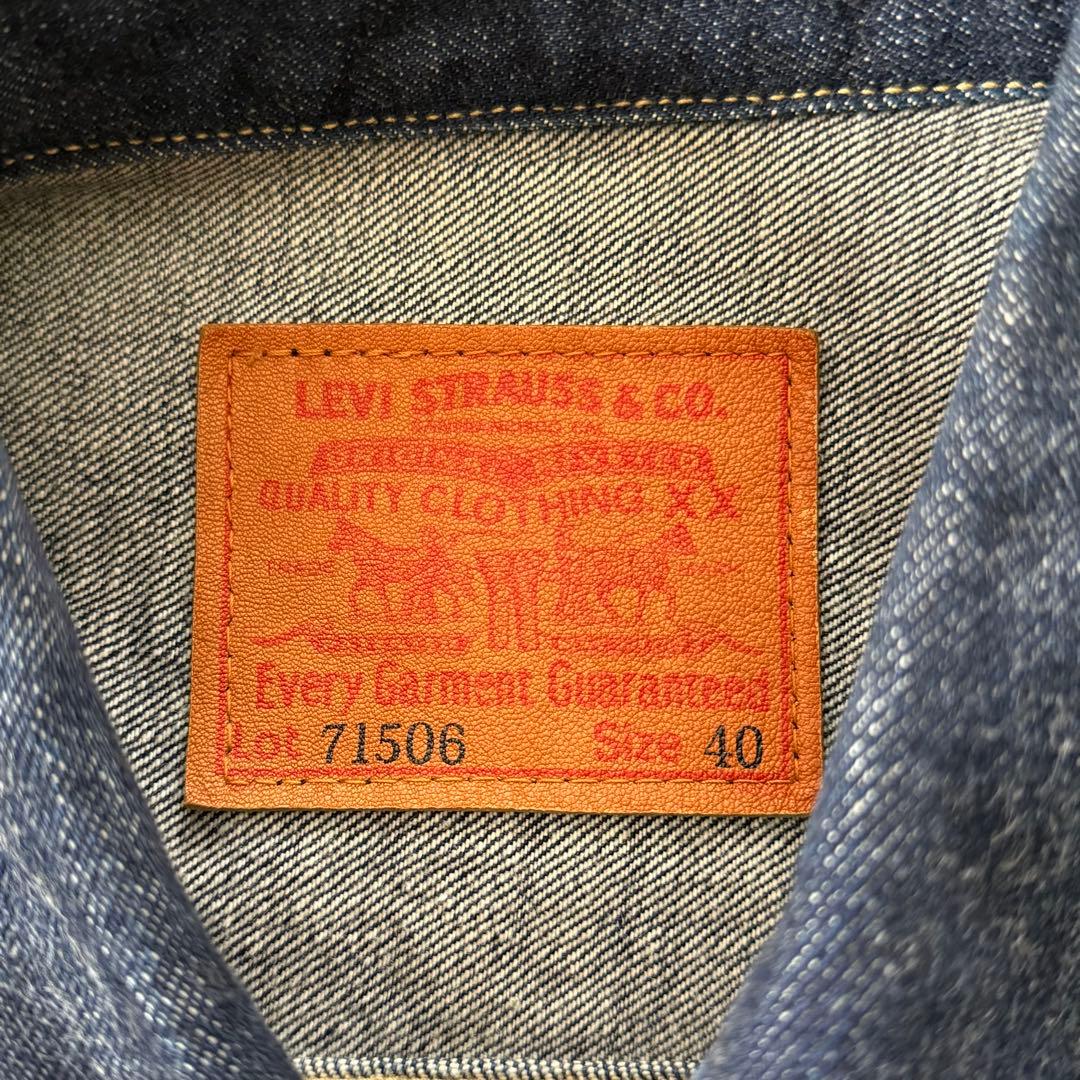 LEVI STRAUSS & CO.
QUALITY CLOTHING XX
Every Garment Guaranteed
Lot 71506 Size 40